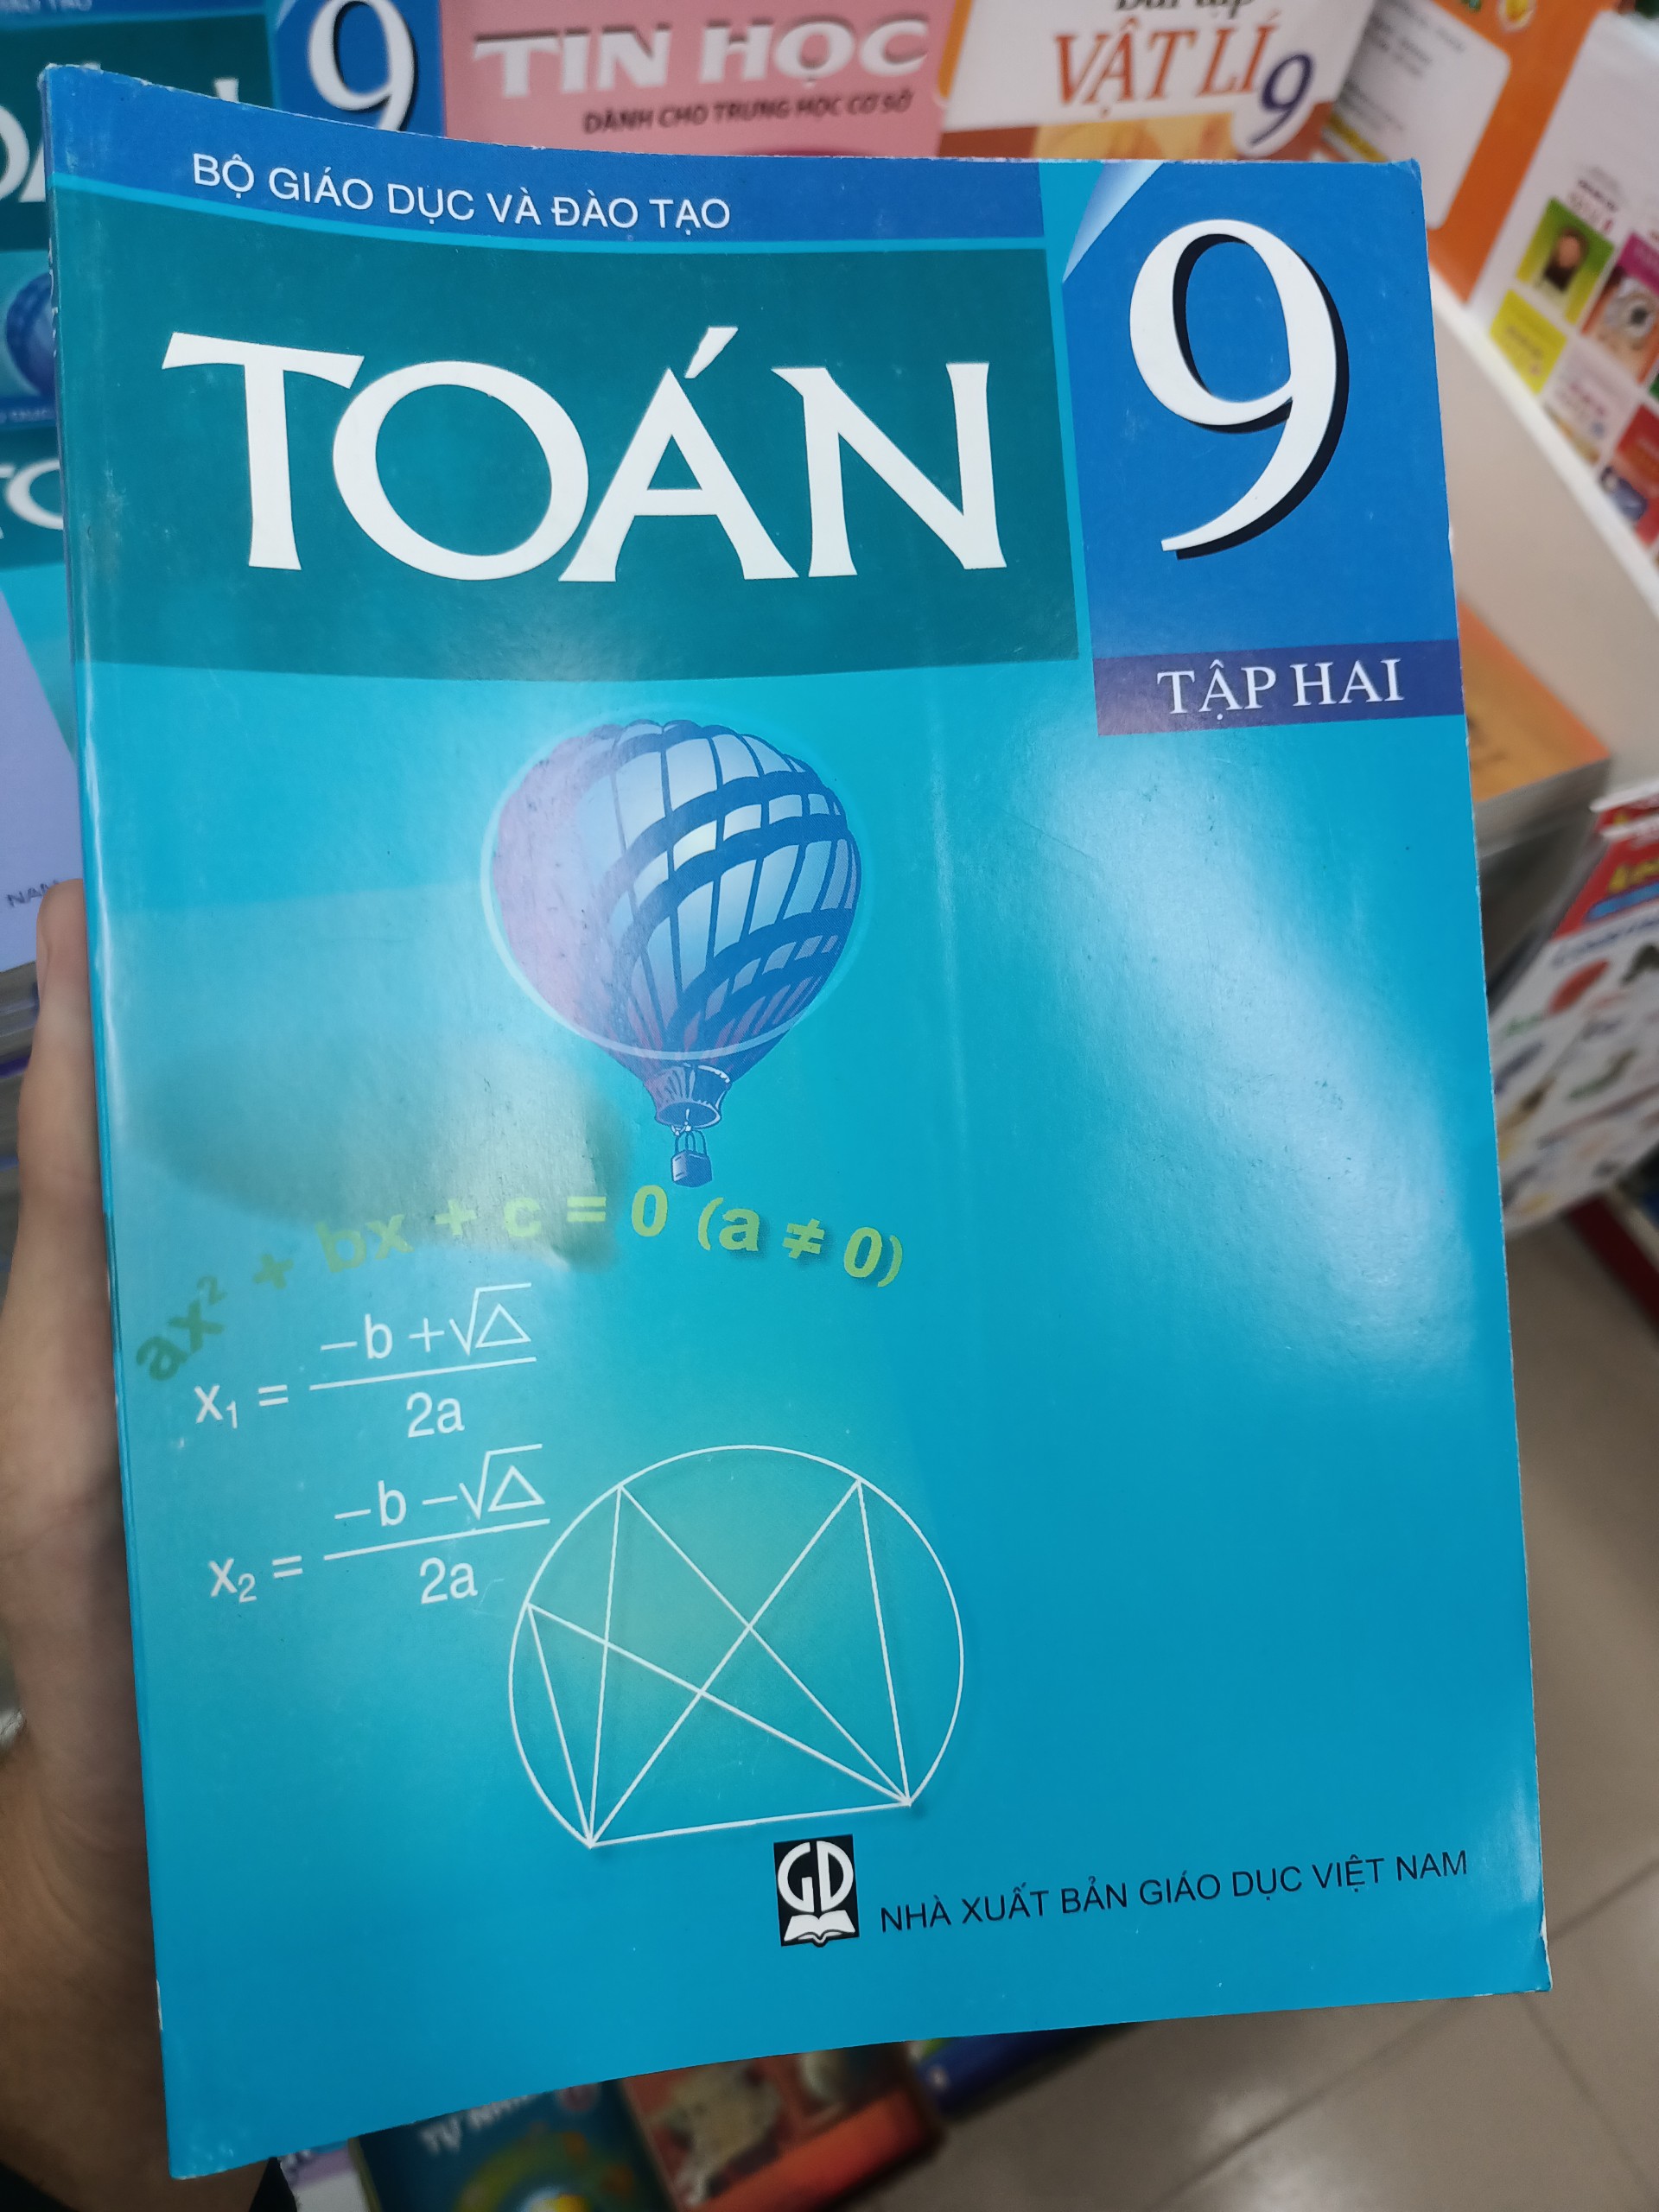 TIN HỌC
DÀNH CHO TRUNG HỌC CƠ SỞ
Bài tập
VẬT LÍ 9
9
BỘ GIÁO DỤC VÀ ĐÀO TẠO
TOÁN 9
TẬP HAI
ax² + bx + c = 0 (a ≠ 0)
x₁ = (−b + √Δ) / 2a
x₂ = (−b − √Δ) / 2a
GD
NHÀ XUẤT BẢN GIÁO DỤC VIỆT NAM